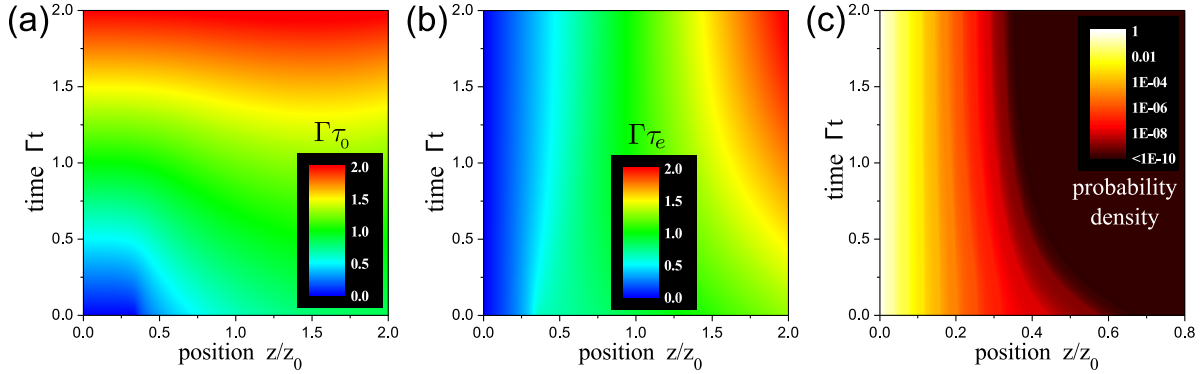 (a)
2.0
1.5
1.0
0.5
0.0
time Γt
0.0 0.5 1.0 1.5 2.0
position z/z₀
Γτₒ
2.0
1.5
1.0
0.5
0.0
(b)
2.0
1.5
1.0
0.5
0.0
time Γt
0.0 0.5 1.0 1.5 2.0
position z/z₀
Γτₑ
2.0
1.5
1.0
0.5
0.0
(c)
2.0
1.5
1.0
0.5
0.0
time Γt
0.0 0.2 0.4 0.6 0.8
position z/z₀
1
0.01
1E-04
1E-06
1E-08
<1E-10
probability
density